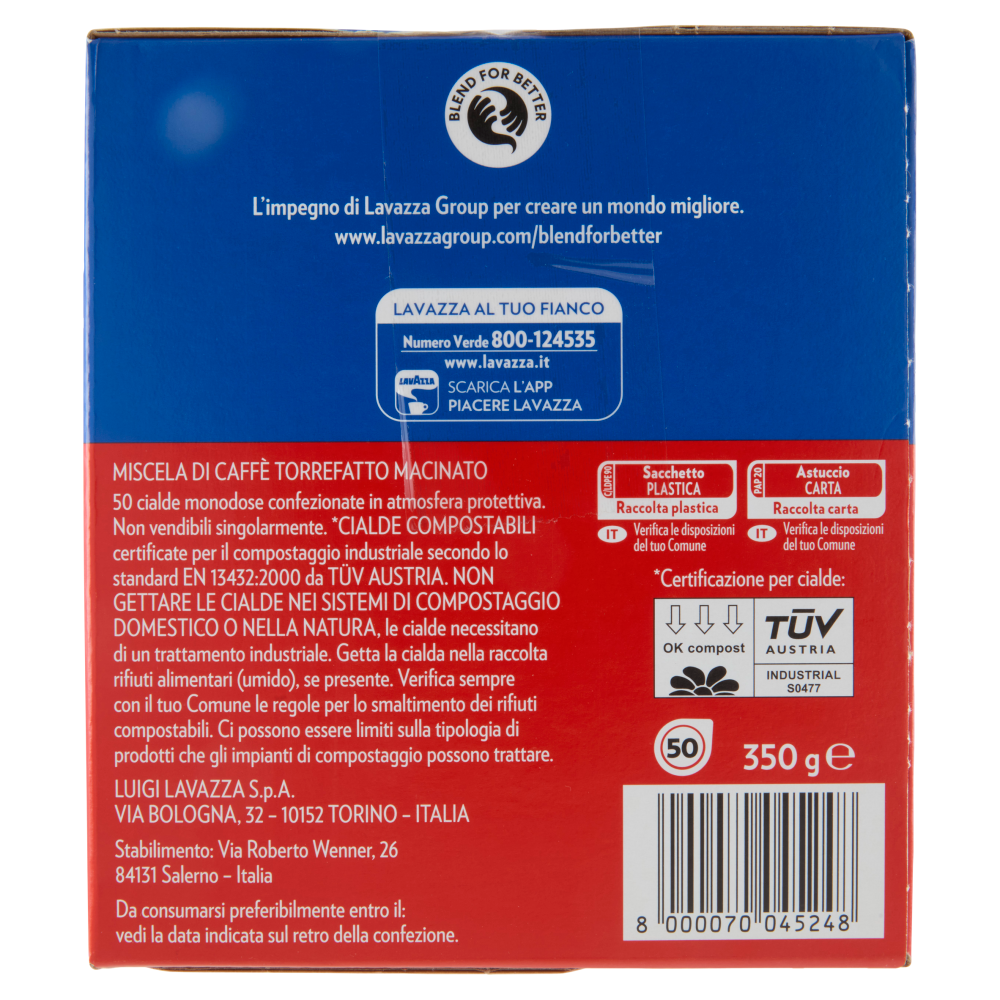 BLEND FOR BETTER
L'impegno di Lavazza Group per creare un mondo migliore.
www.lavazzagroup.com/blendforbetter
LAVAZZA AL TUO FIANCO
Numero Verde 800-124535
www.lavazza.it
LAVAZZA
SCARICA L'APP
PIACERE LAVAZZA
MISCELA DI CAFFÈ TORREFATTO MACINATO
50 cialde monodose confezionate in atmosfera protettiva.
Non vendibili singolarmente. *CIALDE COMPOSTABILI
certificate per il compostaggio industriale secondo lo
standard EN 13432:2000 da TÜV AUSTRIA. NON
GETTARE LE CIALDE NEI SISTEMI DI COMPOSTAGGIO
DOMESTICO O NELLA NATURA, le cialde necessitano
di un trattamento industriale. Getta la cialda nella raccolta
rifiuti alimentari (umido), se presente. Verifica sempre
con il tuo Comune le regole per lo smaltimento dei rifiuti
compostabili. Ci possono essere limiti sulla tipologia di
prodotti che gli impianti di compostaggio possono trattare.
LUIGI LAVAZZA S.p.A.
VIA BOLOGNA, 32 – 10152 TORINO – ITALIA
Stabilimento: Via Roberto Wenner, 26
84131 Salerno – Italia
Da consumarsi preferibilmente entro il:
vedi la data indicata sul retro della confezione.
C/LDPE90
Sacchetto
PLASTICA
Raccolta plastica
IT
Verifica le disposizioni
del tuo Comune
PAP 20
Astuccio
CARTA
Raccolta carta
IT
Verifica le disposizioni
del tuo Comune
*Certificazione per cialde:
OK compost
TÜV
AUSTRIA
INDUSTRIAL
S0477
50
350 g ℮
8 000070 045248